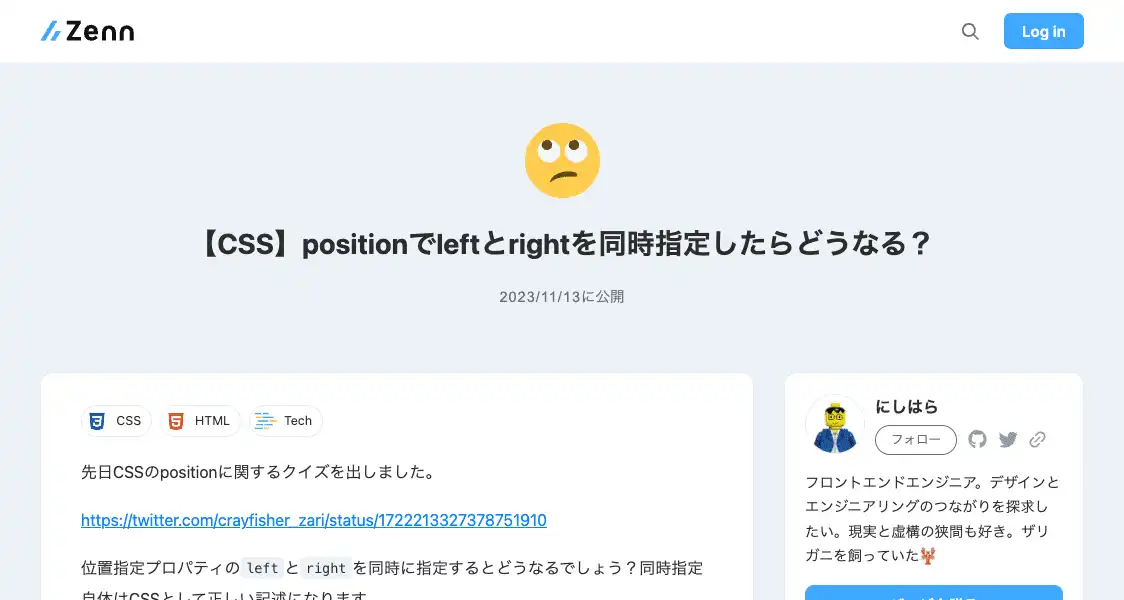 Zenn
Log in
【CSS】positionでleftとrightを同時指定したらどうなる？
2023/11/13に公開
CSS
HTML
Tech
先日CSSのpositionに関するクイズを出しました。
https://twitter.com/crayfisher_zari/status/1722213327378751910
位置指定プロパティの left と right を同時に指定するとどうなるでしょう？同時指定
自体はCSSとして正しい記述になります。
にしはら
フォロー
フロントエンドエンジニア。デザインと
エンジニアリングのつながりを探求し
たい。現実と虚構の狭間も好き。ザリ
ガニを飼っていた🦞